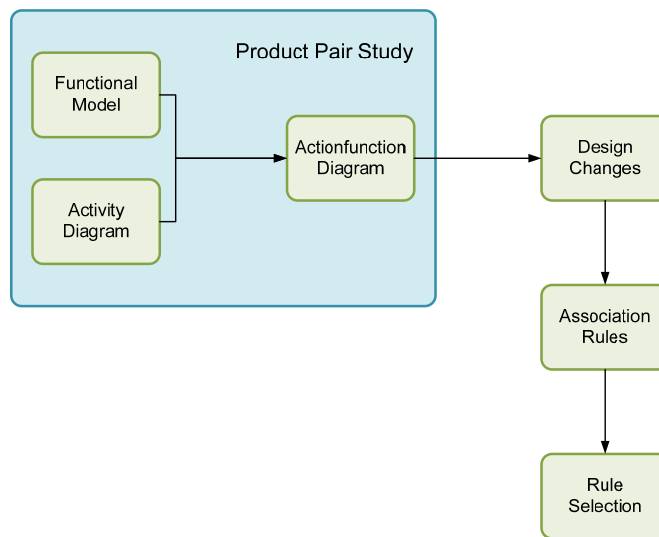 Product Pair Study
Functional
Model
Activity
Diagram
Actionfunction
Diagram
Design
Changes
Association
Rules
Rule
Selection